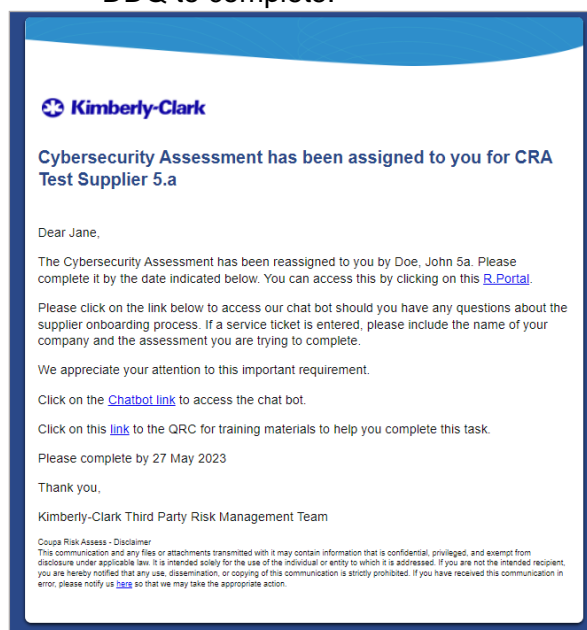 DDQ to complete.
Kimberly-Clark
Cybersecurity Assessment has been assigned to you for CRA
Test Supplier 5.a
Dear Jane,
The Cybersecurity Assessment has been reassigned to you by Doe, John 5a. Please
complete it by the date indicated below. You can access this by clicking on this R.Portal.
Please click on the link below to access our chat bot should you have any questions about the
supplier onboarding process. If a service ticket is entered, please include the name of your
company and the assessment you are trying to complete.
We appreciate your attention to this important requirement.
Click on the Chatbot link to access the chat bot.
Click on this link to the QRC for training materials to help you complete this task.
Please complete by 27 May 2023
Thank you,
Kimberly-Clark Third Party Risk Management Team
Coupa Risk Assess - Disclaimer
This communication and any files or attachments transmitted with it may contain information that is confidential, privileged, and exempt from
disclosure under applicable law. It is intended solely for the use of the individual or entity to which it is addressed. If you are not the intended recipient,
you are hereby notified that any use, dissemination, or copying of this communication is strictly prohibited. If you have received this communication in
error, please notify us here so that we may take the appropriate action.